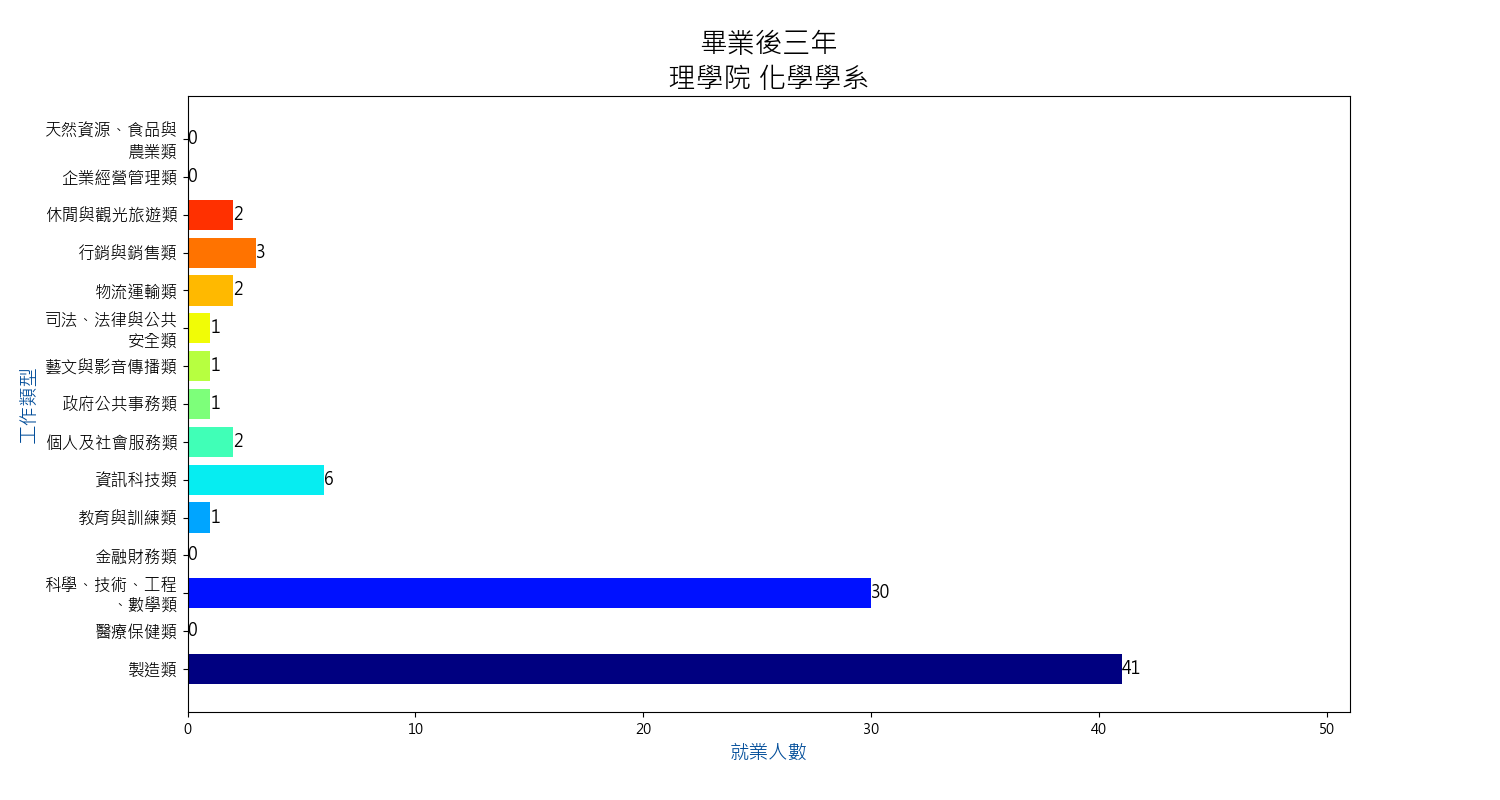 畢業後三年
理學院 化學學系
天然資源、食品與
農業類
0
企業經營管理類
0
休閒與觀光旅遊類
2
行銷與銷售類
3
物流運輸類
2
司法、法律與公共
安全類
1
藝文與影音傳播類
1
政府公共事務類
1
個人及社會服務類
2
資訊科技類
6
教育與訓練類
1
金融財務類
0
科學、技術、工程
、數學類
30
醫療保健類
0
製造類
41
工作類型
0 10 20 30 40 50
就業人數